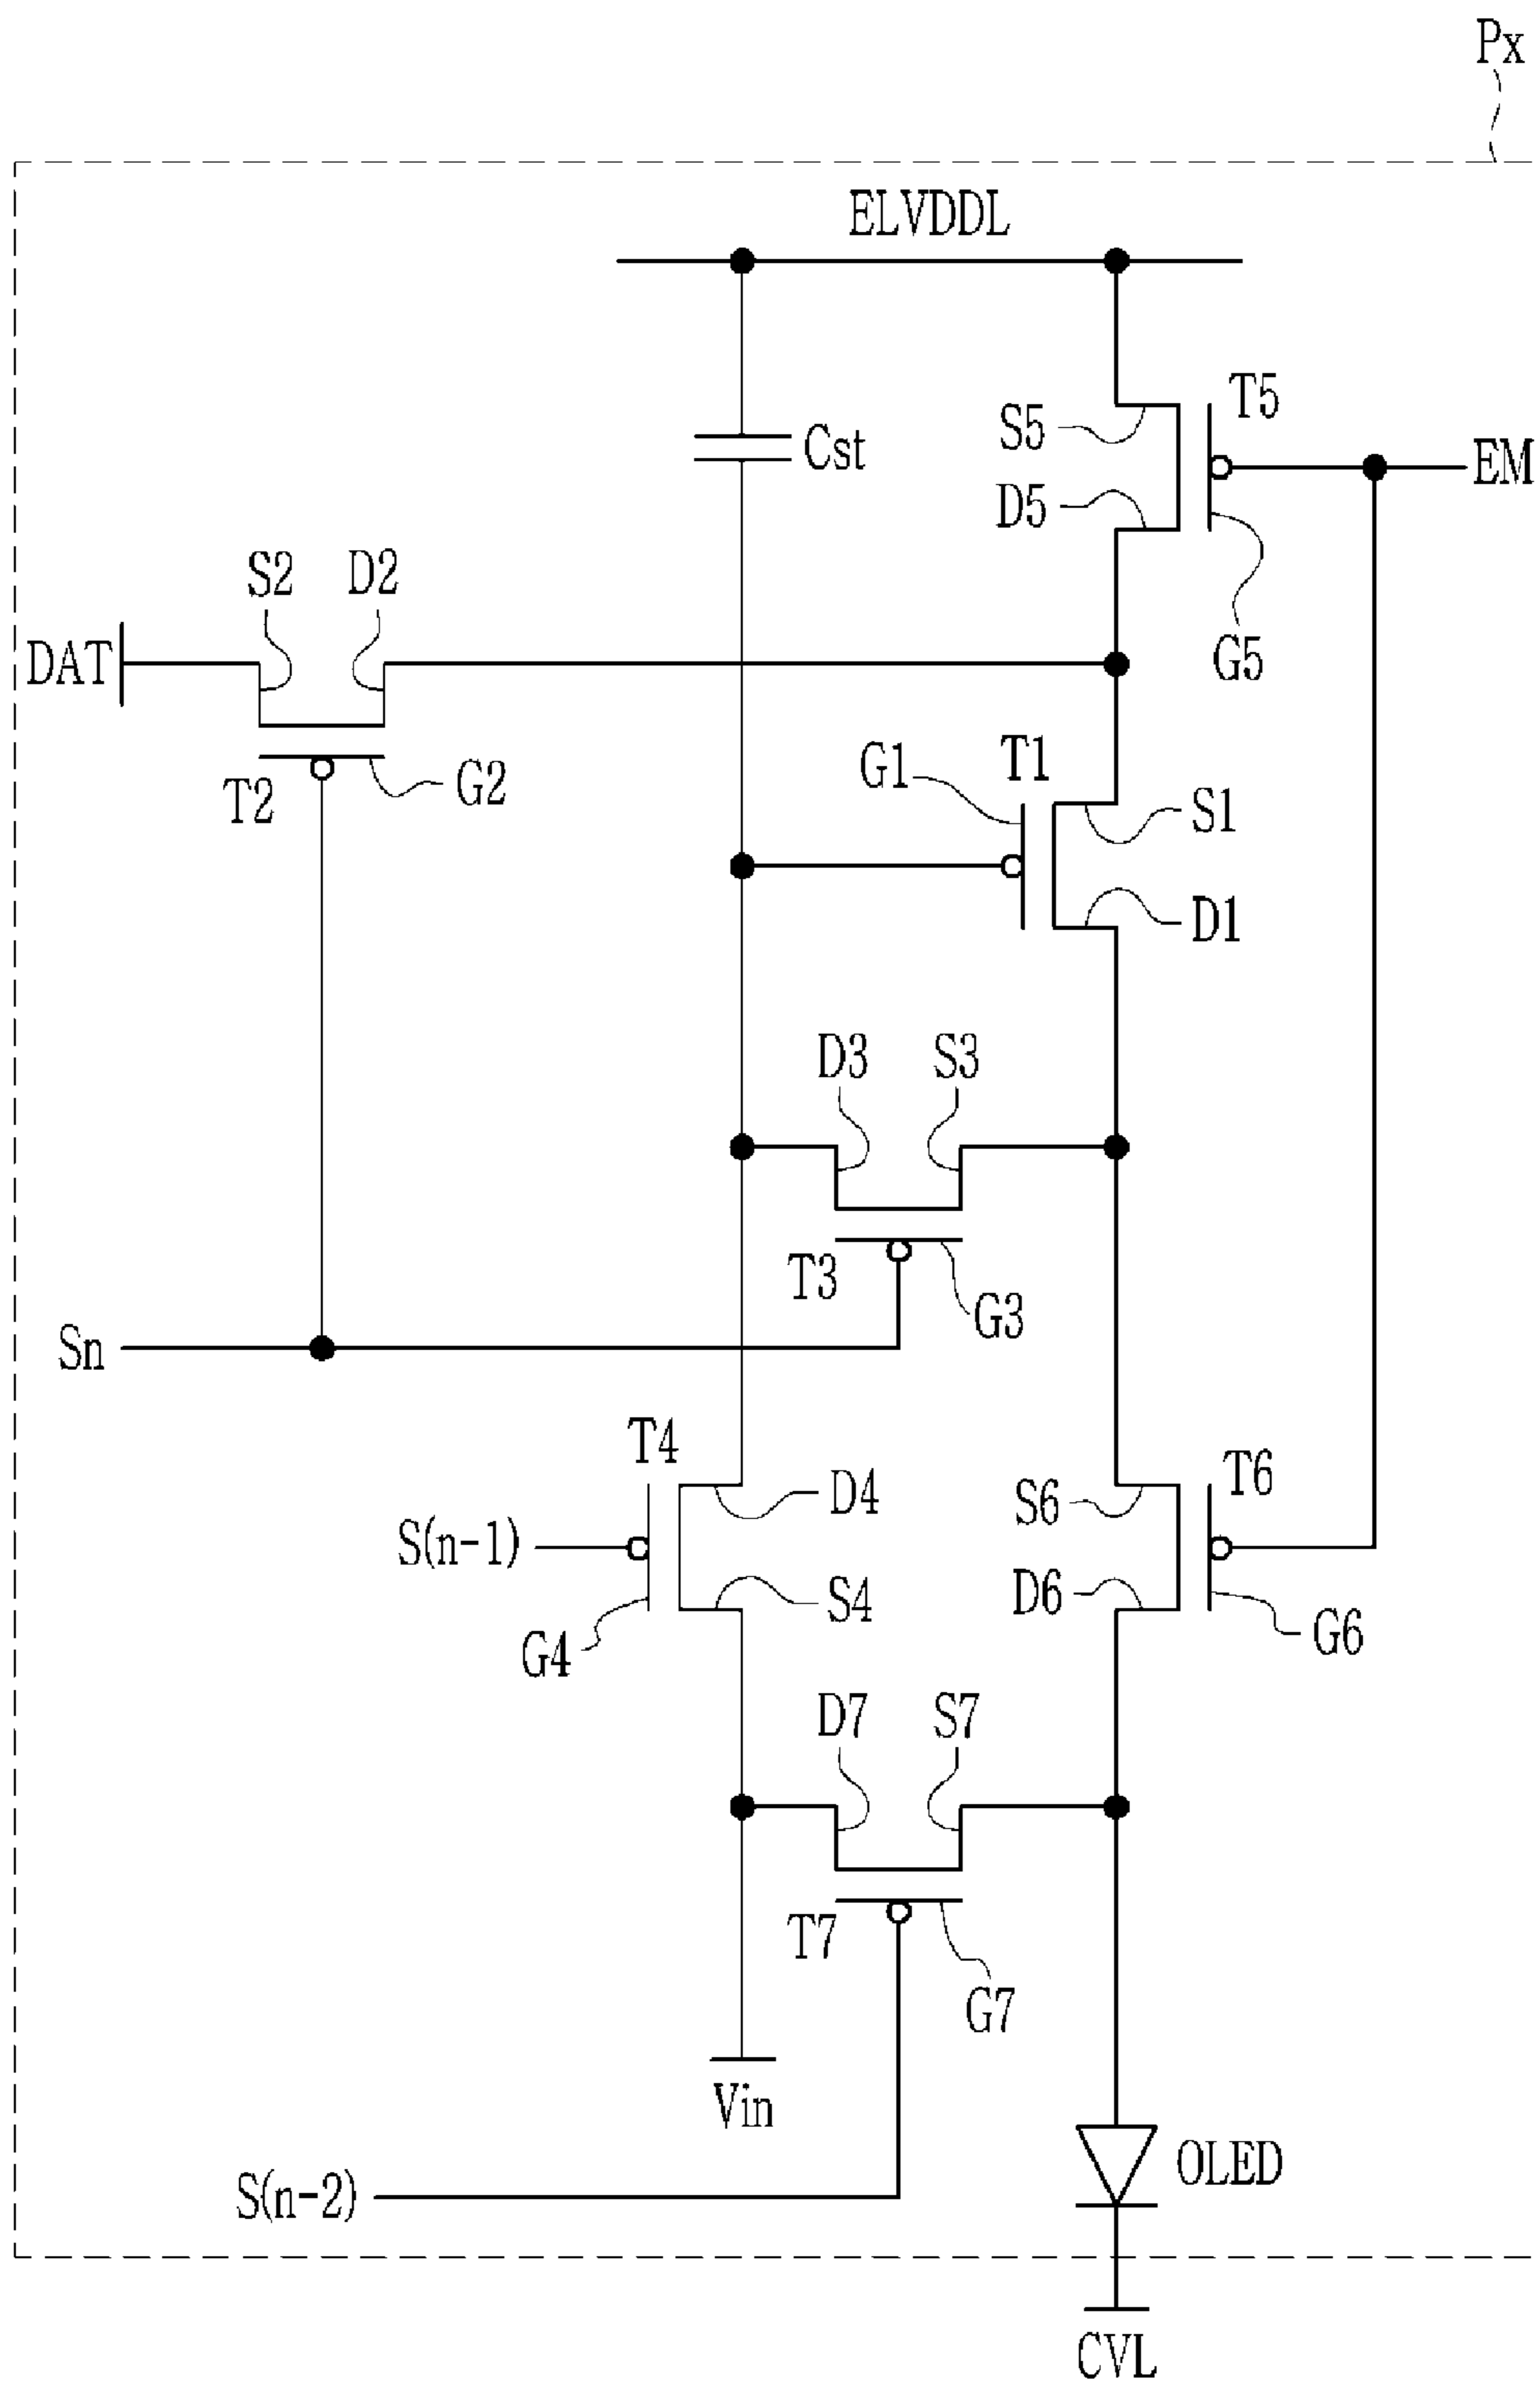 Px
ELVDDL
T5
S5
Cst
EM
D5
S2
D2
DAT
G5
G1
T1
T2
G2
S1
D1
D3
S3
T3
G3
Sn
T4
T6
D4
S6
S(n-1)
S4
D6
G4
G6
D7
S7
T7
G7
Vin
OLED
S(n-2)
CVL